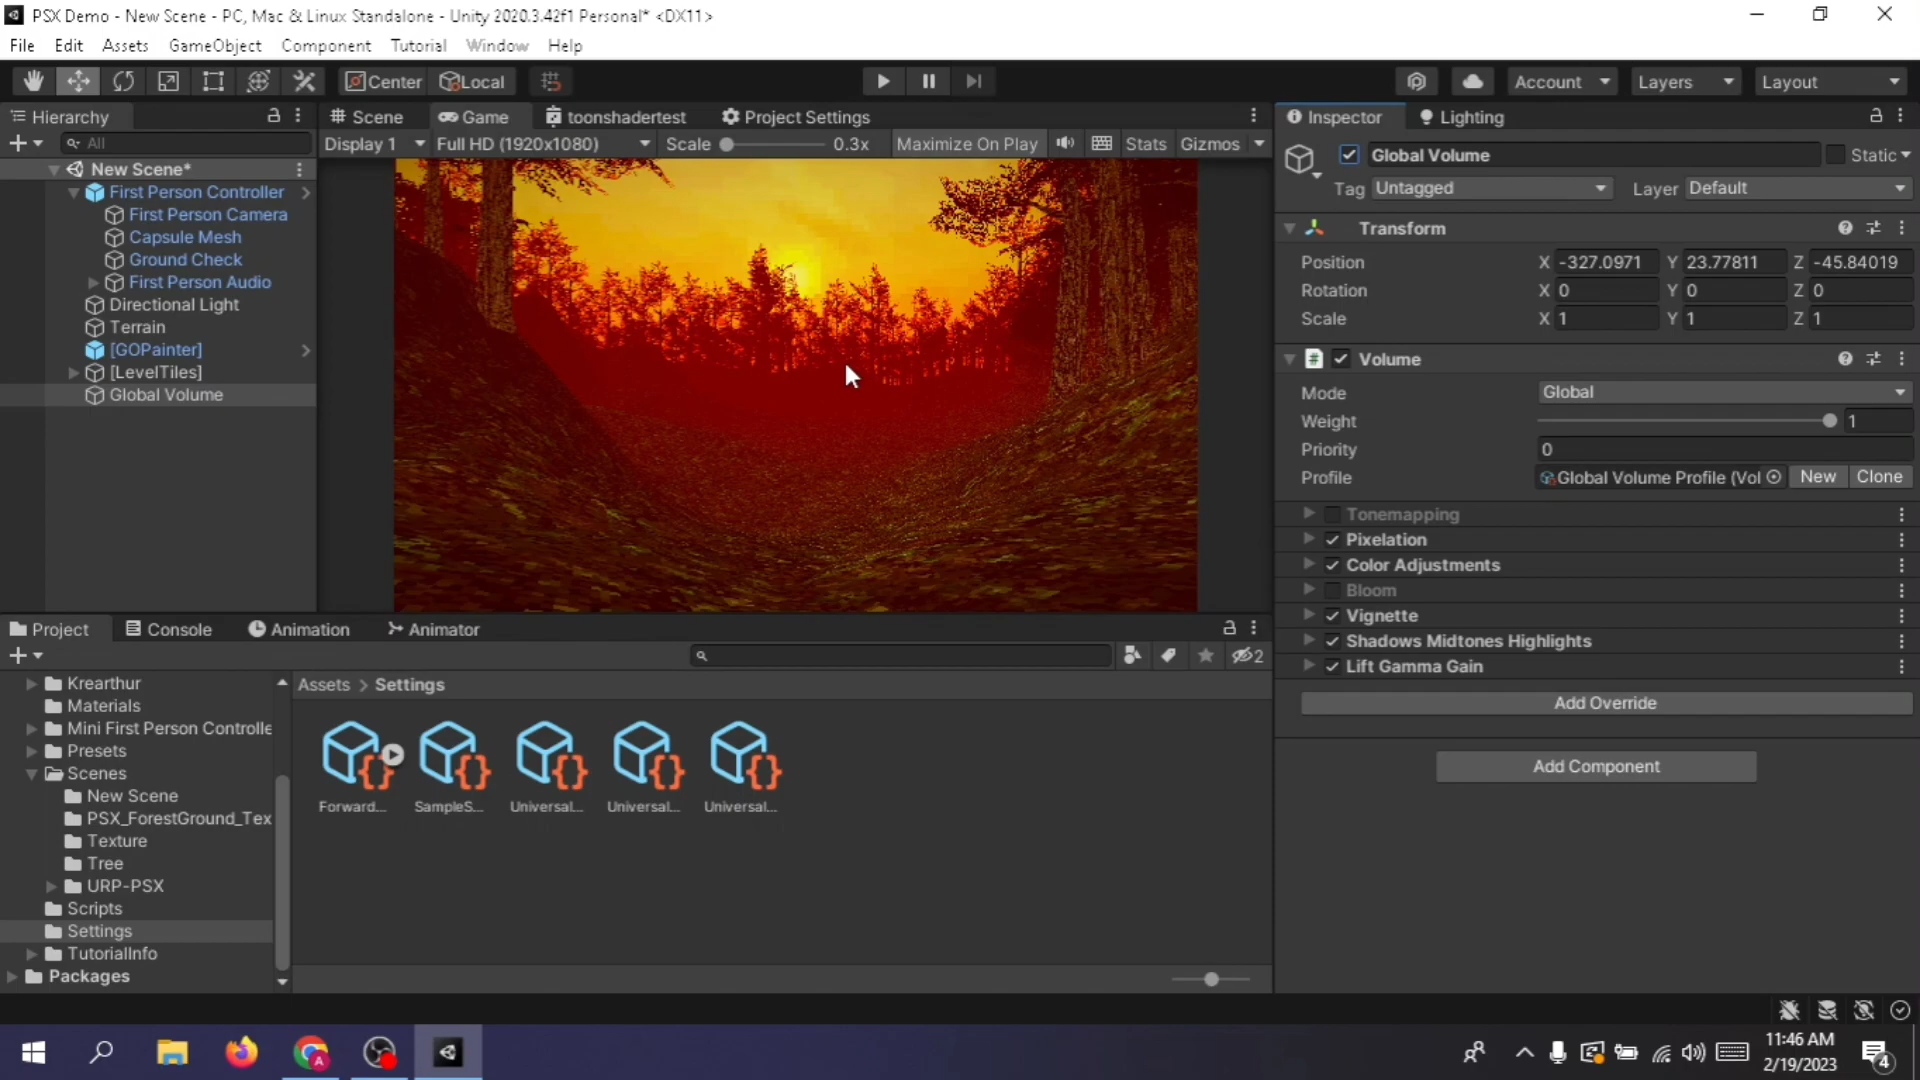 PSX Demo - New Scene - PC, Mac & Linux Standalone - Unity 2020.3.42f1 Personal* <DX11>
File Edit Assets GameObject Component Tutorial Window Help
Center Local Account Layers Layout
Hierarchy
All
New Scene*
First Person Controller
First Person Camera
Capsule Mesh
Ground Check
First Person Audio
Directional Light
Terrain
[GOPainter]
[LevelTiles]
Global Volume
Scene Game toonshadertest Project Settings
Display 1 Full HD (1920x1080) Scale 0.3x Maximize On Play Stats Gizmos
Inspector Lighting
Global Volume Static
Tag Untagged Layer Default
Transform
Position X -327.0971 Y 23.77811 Z -45.84019
Rotation X 0 Y 0 Z 0
Scale X 1 Y 1 Z 1
# Volume
Mode Global
Weight 1
Priority 0
Profile Global Volume Profile (Vol New Clone
Tonemapping
Pixelation
Color Adjustments
Bloom
Vignette
Shadows Midtones Highlights
Lift Gamma Gain
Add Override
Add Component
Project Console Animation Animator
2
Krearthur
Materials
Mini First Person Controlle
Presets
Scenes
New Scene
PSX_ForestGround_Tex
Texture
Tree
URP-PSX
Scripts
Settings
TutorialInfo
Packages
Assets > Settings
Forward... SampleS... Universal... Universal... Universal...
11:46 AM
2/19/2023
4